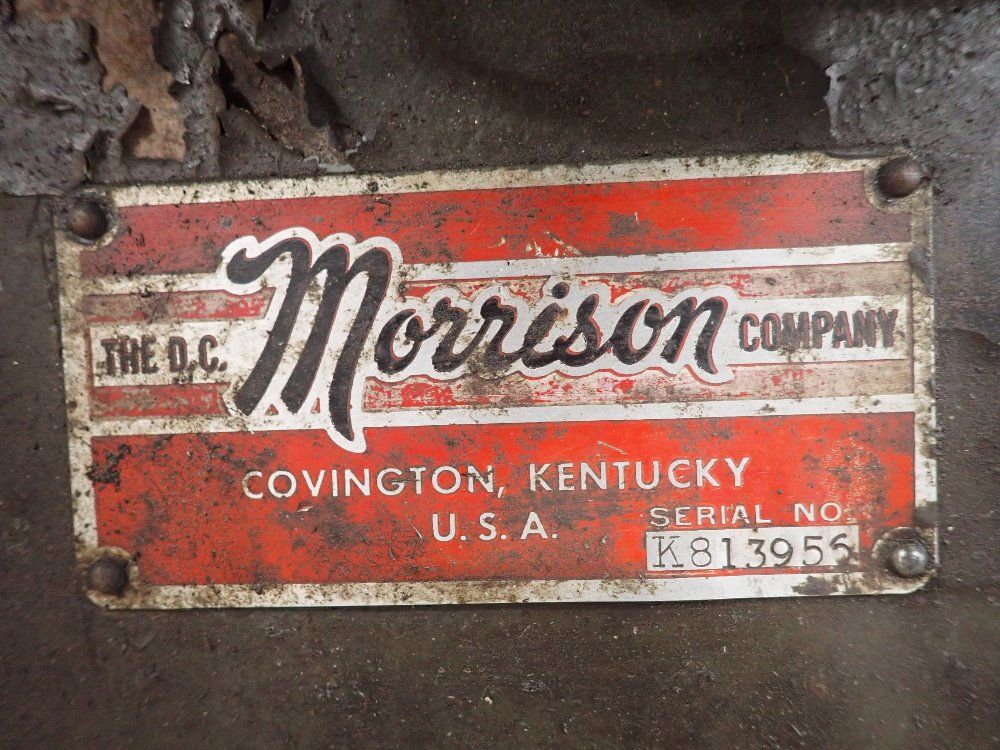 THE D.C. Morrison COMPANY
COVINGTON, KENTUCKY
U.S.A.
SERIAL NO.
K813956